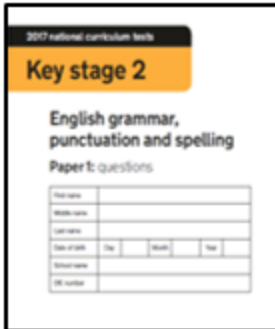 2017 national curriculum tests
Key stage 2
English grammar,
punctuation and spelling
Paper 1: questions
First name
Middle name
Last name
Date of birth Day Month Year
School name
DfE number